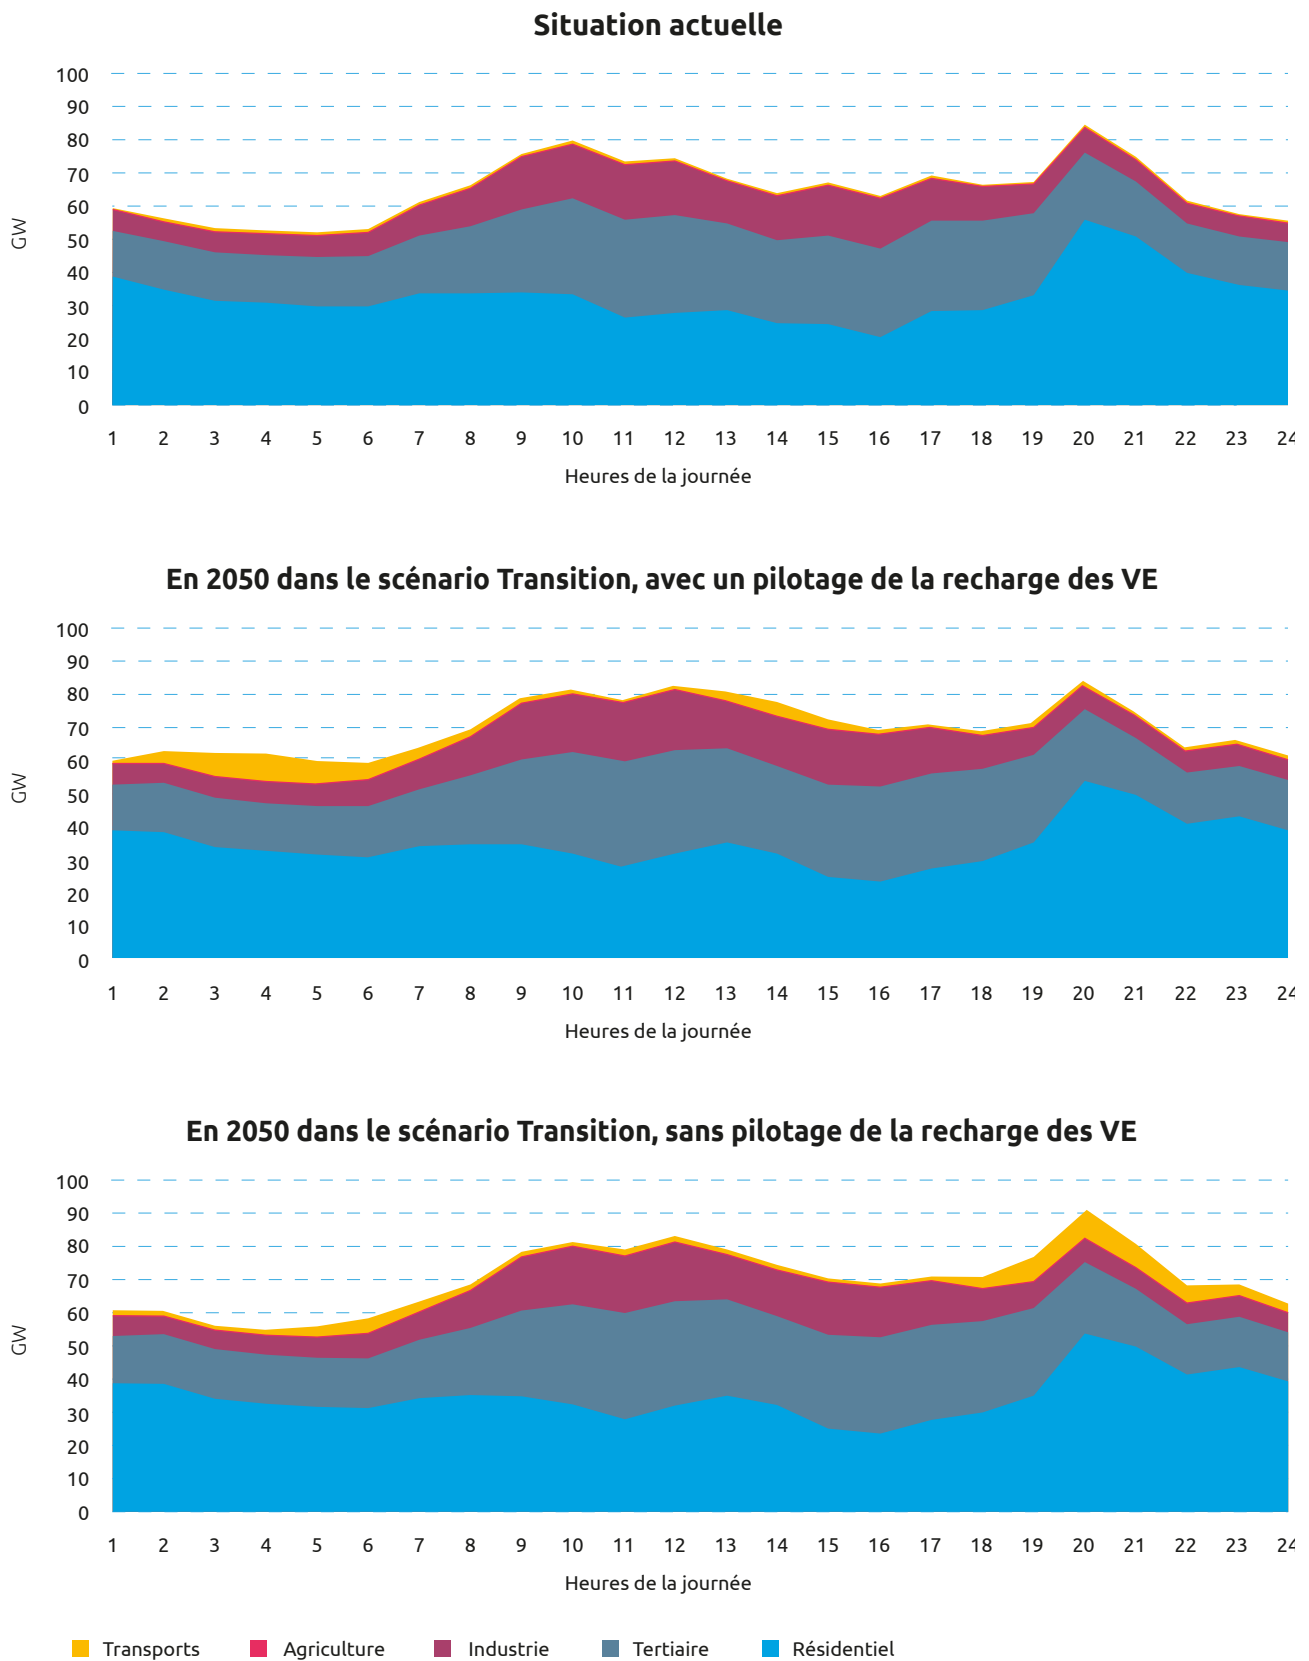 Situation actuelle
100
90
80
70
60
50
40
30
20
10
0
GW
1 2 3 4 5 6 7 8 9 10 11 12 13 14 15 16 17 18 19 20 21 22 23 24
Heures de la journée
En 2050 dans le scénario Transition, avec un pilotage de la recharge des VE
100
90
80
70
60
50
40
30
20
10
0
GW
1 2 3 4 5 6 7 8 9 10 11 12 13 14 15 16 17 18 19 20 21 22 23 24
Heures de la journée
En 2050 dans le scénario Transition, sans pilotage de la recharge des VE
100
90
80
70
60
50
40
30
20
10
0
GW
1 2 3 4 5 6 7 8 9 10 11 12 13 14 15 16 17 18 19 20 21 22 23 24
Heures de la journée
Transports Agriculture Industrie Tertiaire Résidentiel